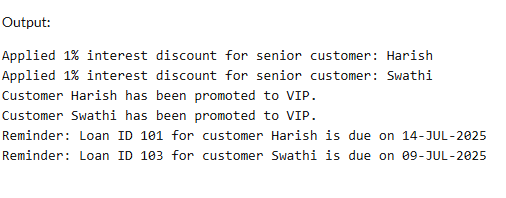 Output:
Applied 1% interest discount for senior customer: Harish
Applied 1% interest discount for senior customer: Swathi
Customer Harish has been promoted to VIP.
Customer Swathi has been promoted to VIP.
Reminder: Loan ID 101 for customer Harish is due on 14-JUL-2025
Reminder: Loan ID 103 for customer Swathi is due on 09-JUL-2025